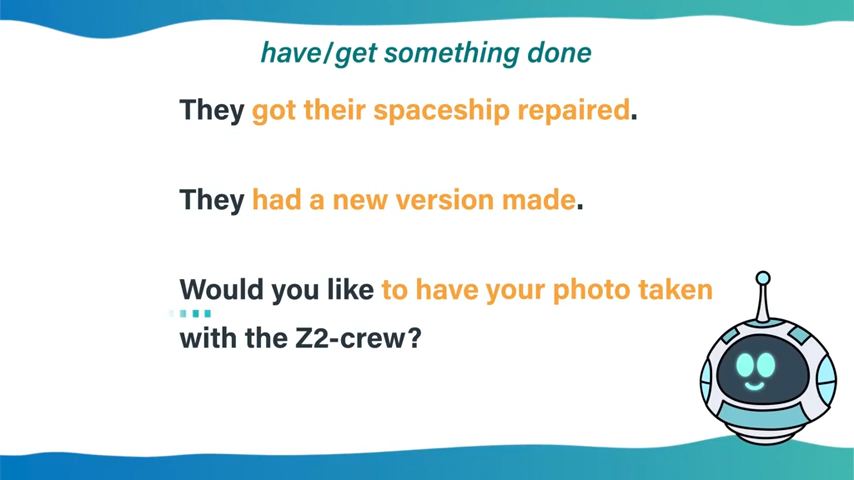 have/get something done
They got their spaceship repaired.
They had a new version made.
Would you like to have your photo taken
with the Z2-crew?